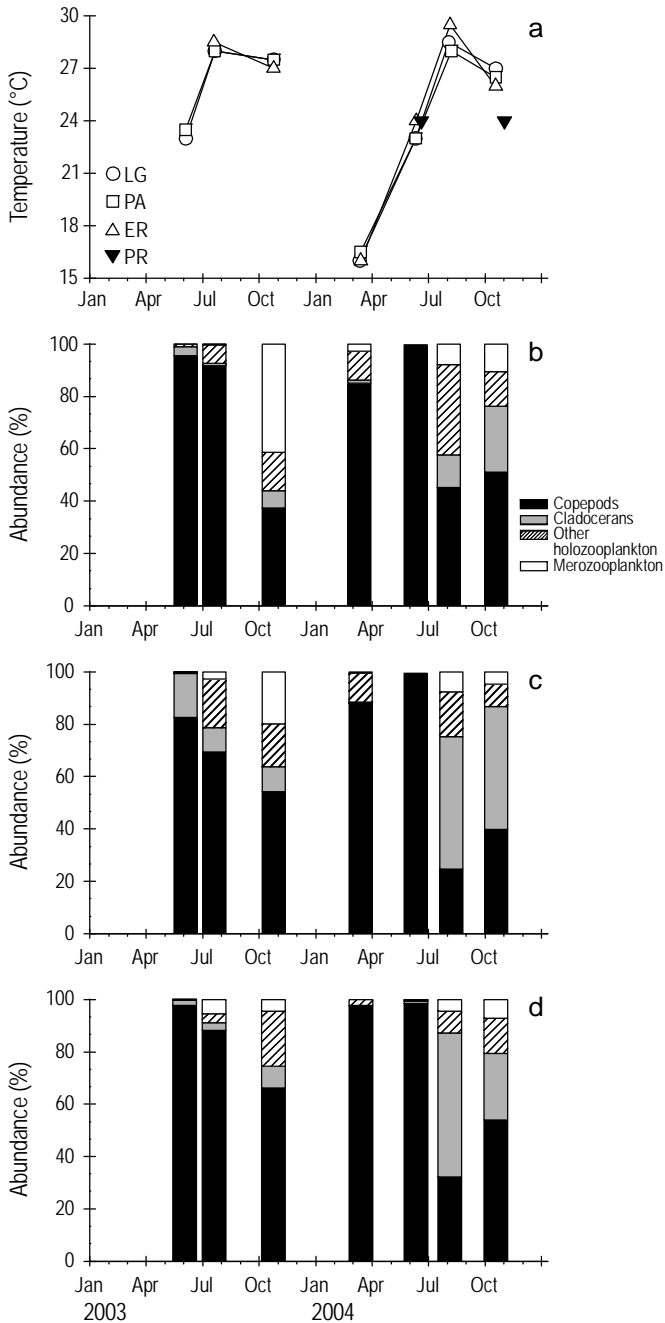 a
30
27
24
21
18
15
Temperature (°C)
LG
PA
ER
PR
Jan Apr Jul Oct Jan Apr Jul Oct
b
100
80
60
40
20
0
Abundance (%)
Copepods
Cladocerans
Other
holozooplankton
Merozooplankton
Jan Apr Jul Oct Jan Apr Jul Oct
c
100
80
60
40
20
0
Abundance (%)
Jan Apr Jul Oct Jan Apr Jul Oct
d
100
80
60
40
20
0
Abundance (%)
Jan Apr Jul Oct Jan Apr Jul Oct
2003 2004